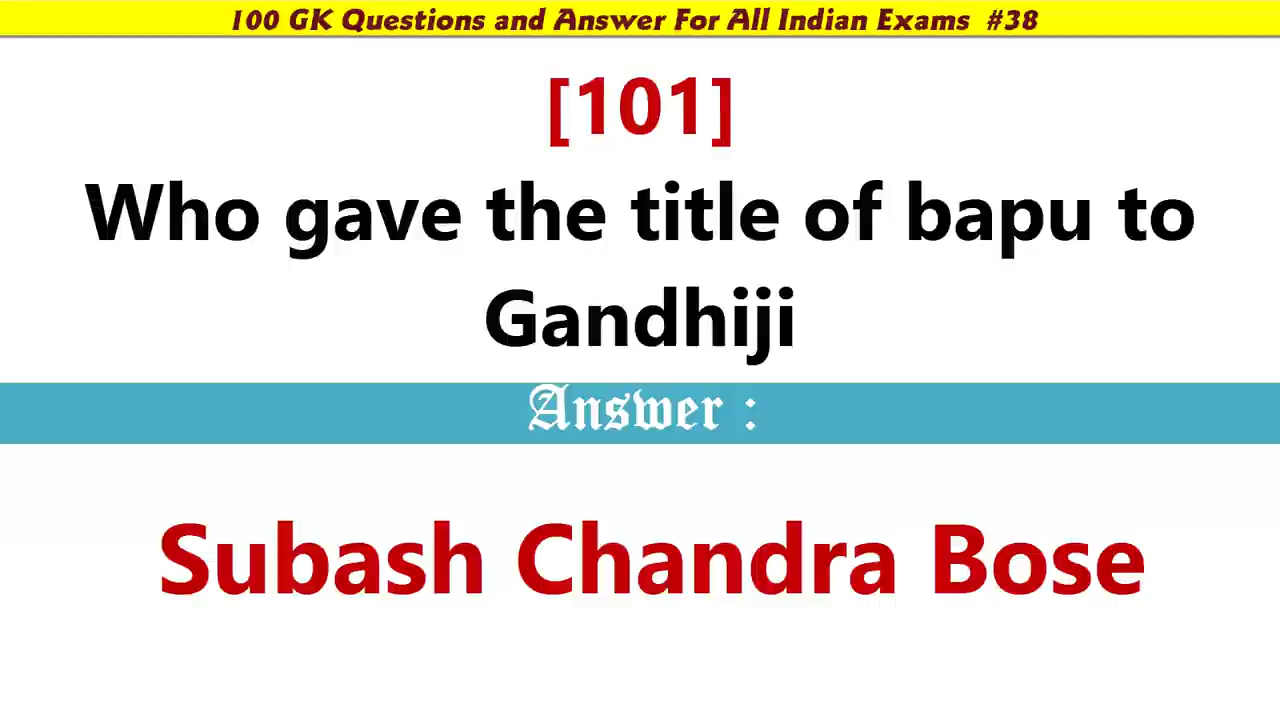 100 GK Questions and Answer For All Indian Exams #38
[101]
Who gave the title of bapu to
Gandhiji
Answer :
Subash Chandra Bose